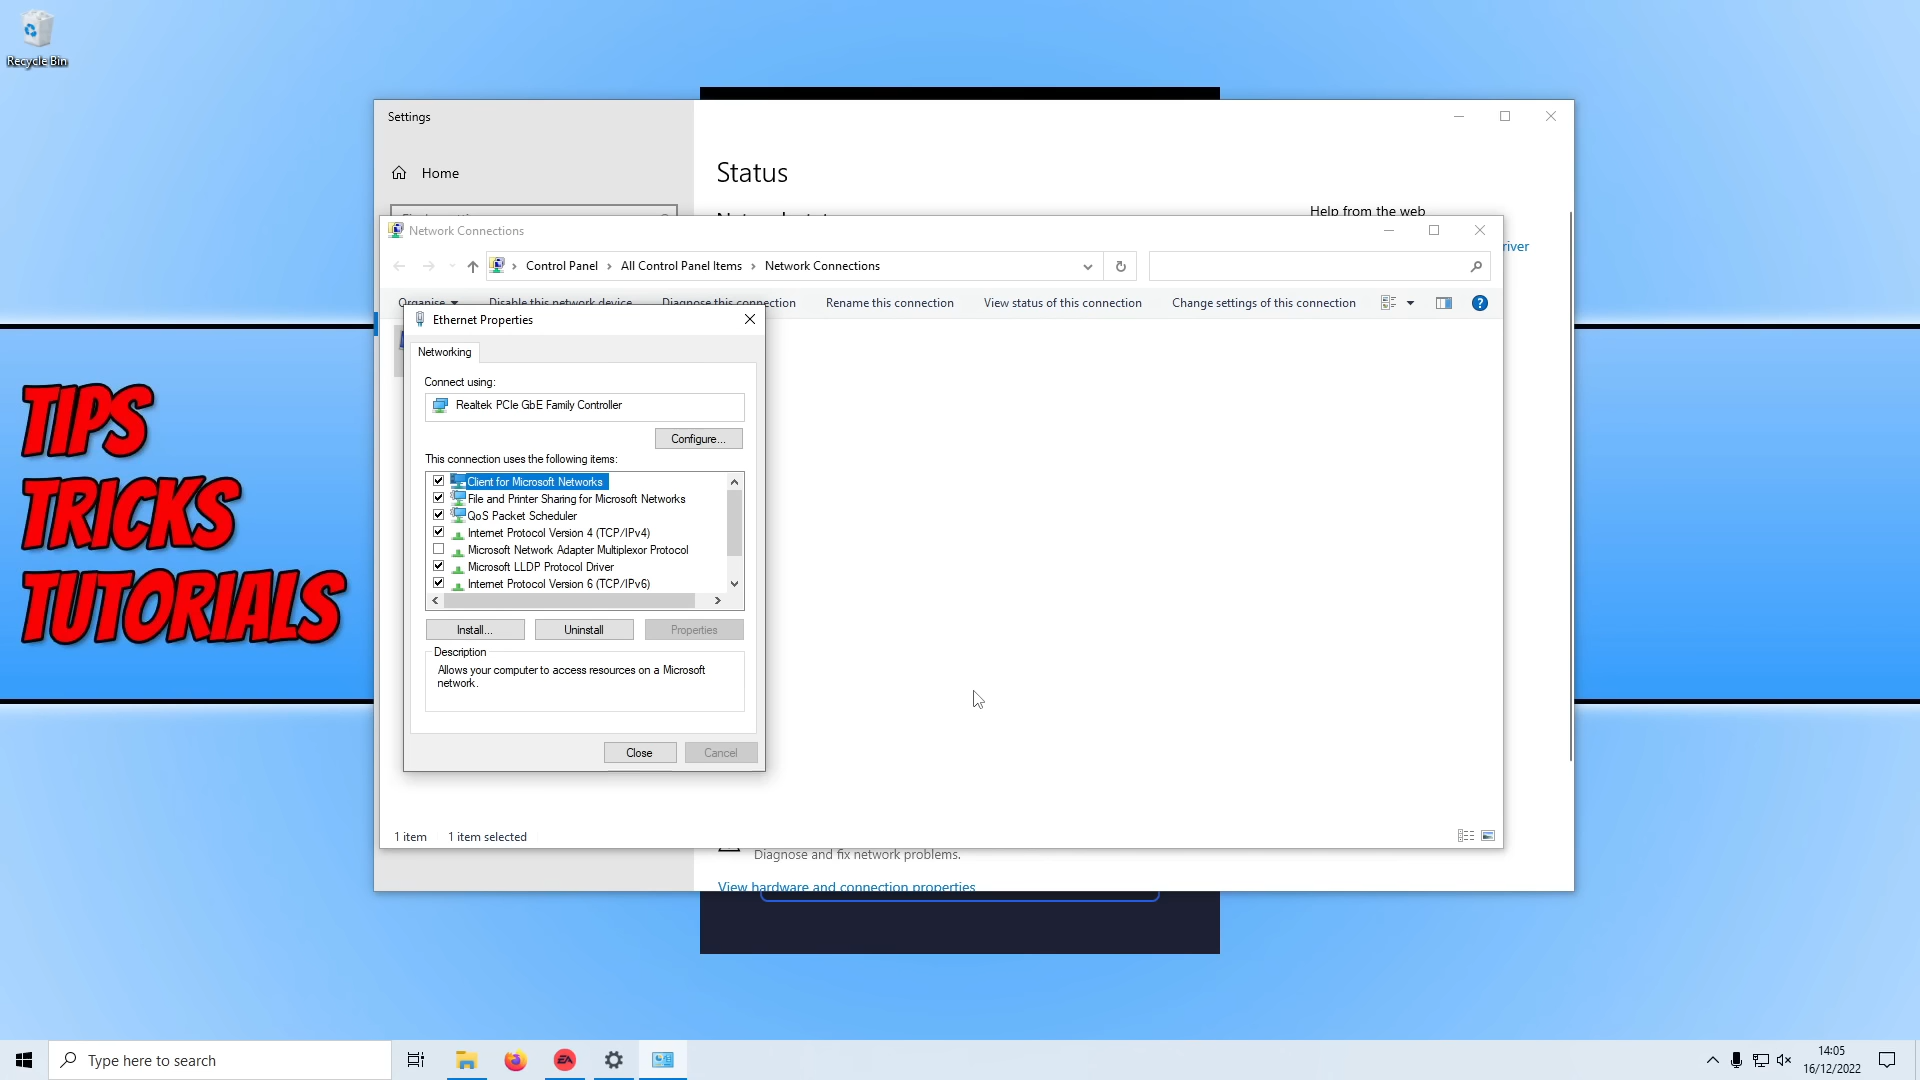 Recycle Bin
Settings
Home
Status
Help from the web
river
Network Connections
Control Panel
All Control Panel Items
Network Connections
Organise
Disable this network device
Diagnose this connection
Rename this connection
View status of this connection
Change settings of this connection
Ethernet Properties
Networking
Connect using:
Realtek PCIe GbE Family Controller
Configure...
This connection uses the following items:
Client for Microsoft Networks
File and Printer Sharing for Microsoft Networks
QoS Packet Scheduler
Internet Protocol Version 4 (TCP/IPv4)
Microsoft Network Adapter Multiplexor Protocol
Microsoft LLDP Protocol Driver
Internet Protocol Version 6 (TCP/IPv6)
Install...
Uninstall
Properties
Description
Allows your computer to access resources on a Microsoft
network.
Close
Cancel
TIPS
TRICKS
TUTORIALS
1 item
1 item selected
Diagnose and fix network problems.
View hardware and connection properties
Type here to search
EA
14:05
16/12/2022